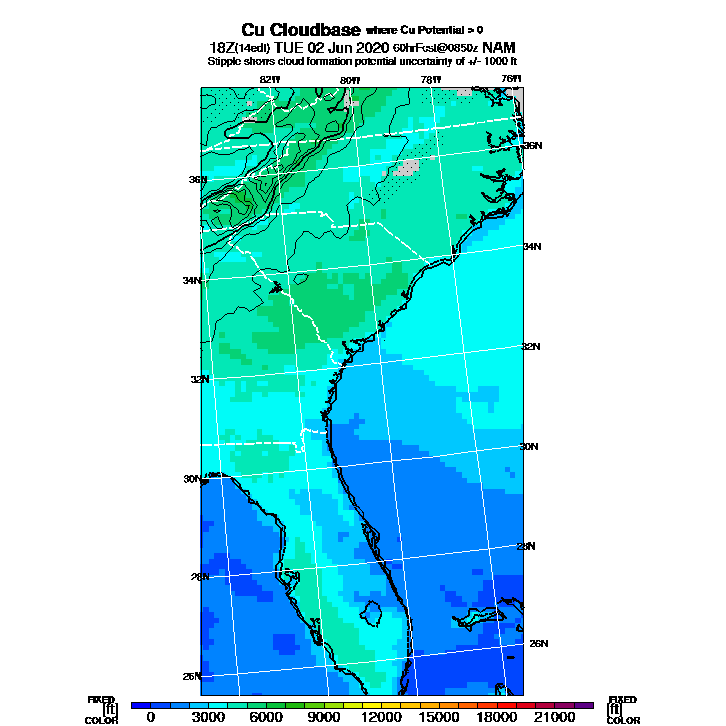 Cu Cloudbase where Cu Potential > 0
18Z(14edt) TUE 02 Jun 2020 60hrFcst@0850z NAM
Stipple shows cloud formation potential uncertainty of +/- 1000 ft
82W 80W 78W 76W
36N
36N
34N
34N
32N
32N
30N
30N
28N
28N
26N
26N
FIXED [ft] COLOR
0 3000 6000 9000 12000 15000 18000 21000
FIXED [ft] COLOR